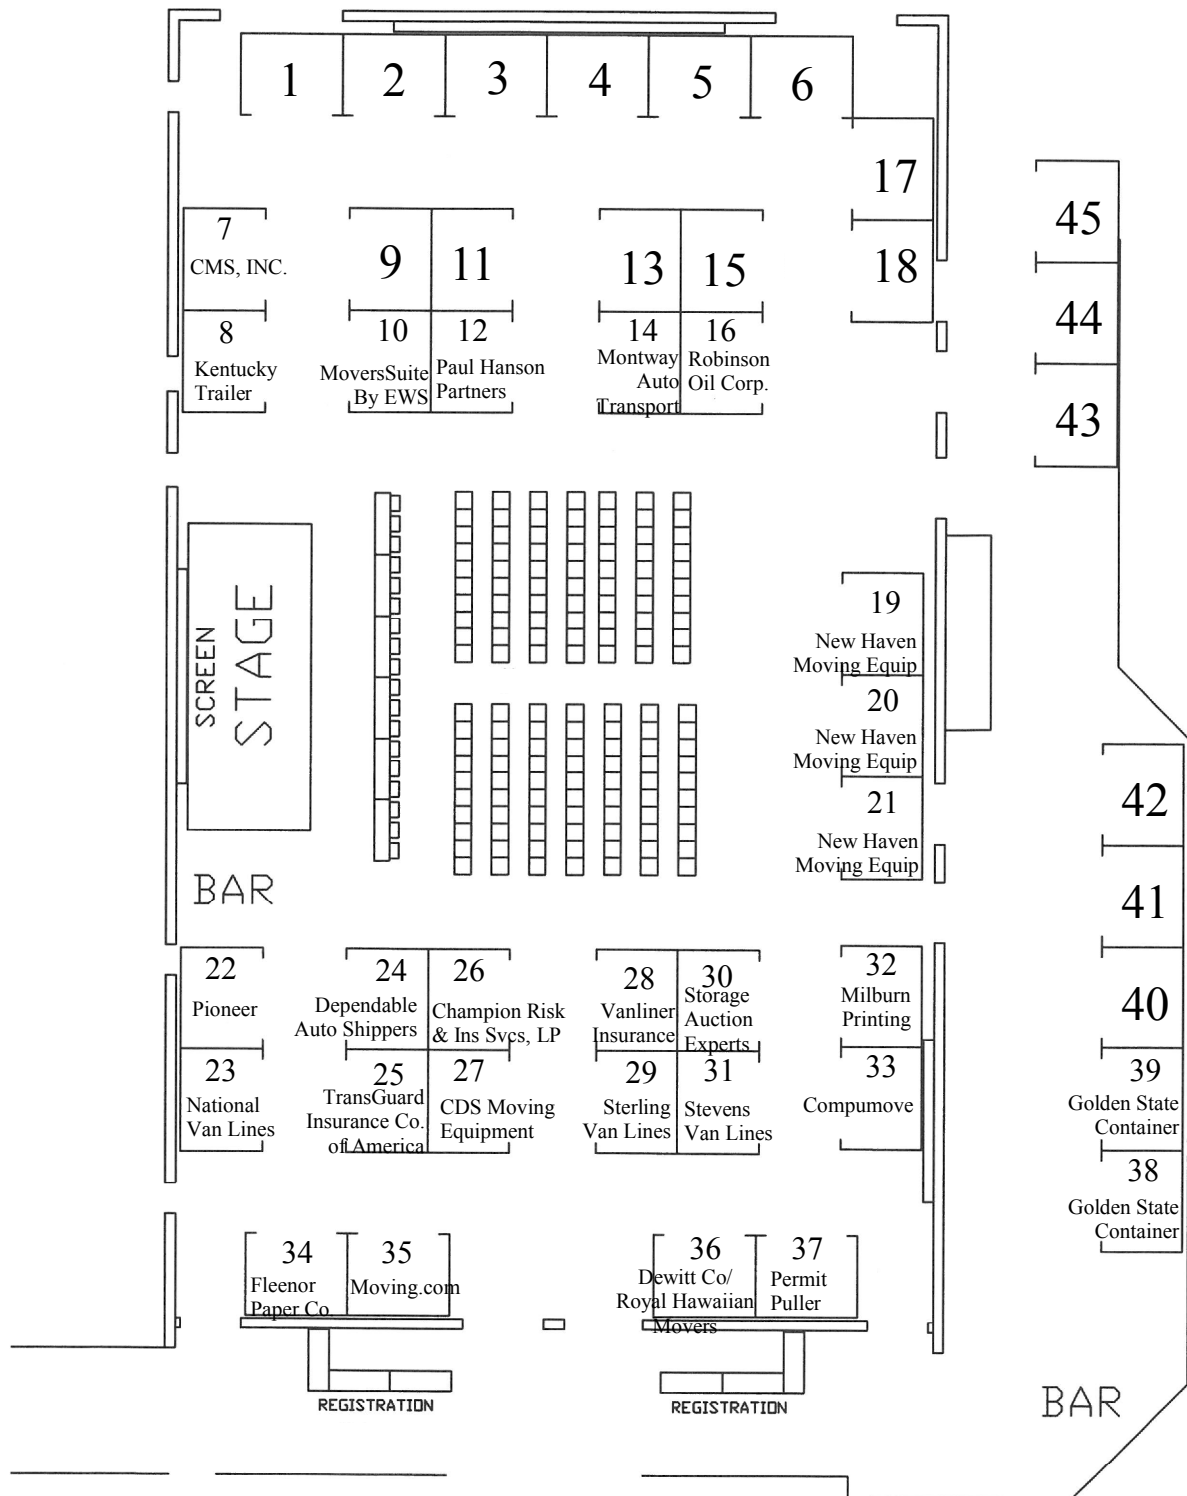 1
2
3
4
5
6
17
18
45
44
43
7
CMS, INC.
8
Kentucky
Trailer
9
11
10
MoversSuite
By EWS
12
Paul Hanson
Partners
13
15
14
Montway
Auto
Transport
16
Robinson
Oil Corp.
SCREEN
STAGE
19
New Haven
Moving Equip
20
New Haven
Moving Equip
21
New Haven
Moving Equip
42
41
40
39
Golden State
Container
38
Golden State
Container
BAR
22
Pioneer
23
National
Van Lines
24
Dependable
Auto Shippers
26
Champion Risk
& Ins Svcs, LP
25
TransGuard
Insurance Co.
of America
27
CDS Moving
Equipment
28
Vanliner
Insurance
30
Storage
Auction
Experts
29
Sterling
Van Lines
31
Stevens
Van Lines
32
Milburn
Printing
33
Compumove
34
Fleenor
Paper Co.
35
Moving.com
36
Dewitt Co/
Royal Hawaiian
Movers
37
Permit
Puller
REGISTRATION
REGISTRATION
BAR